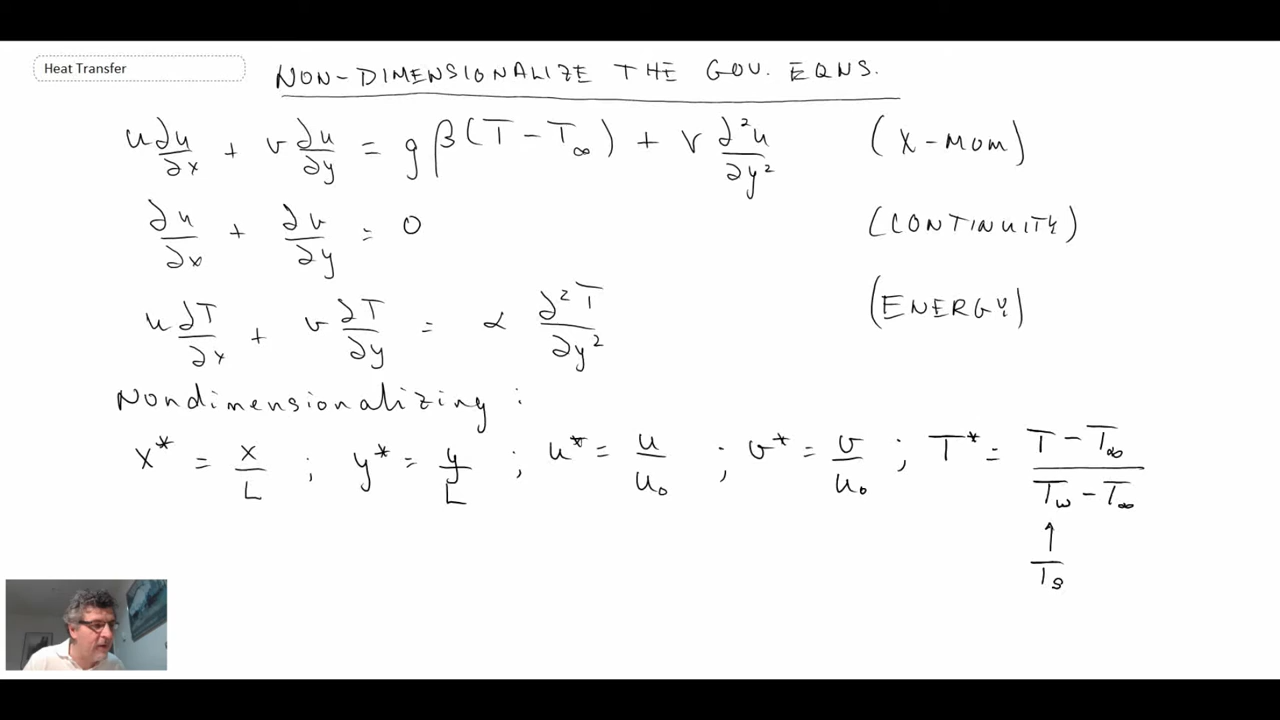 Heat Transfer
NON-DIMENSIONALIZE THE GOV. EQNS.
u ∂u/∂x + v ∂u/∂y = gβ(T - T∞) + ν ∂²u/∂y² (X-MOM)
∂u/∂x + ∂v/∂y = 0 (CONTINUITY)
u ∂T/∂x + v ∂T/∂y = α ∂²T/∂y² (ENERGY)
Nondimensionalizing :
x* = x/L ; y* = y/L ; u* = u/u₀ ; v* = v/u₀ ; T* = (T - T∞)/(Tw - T∞)
↑
Ts